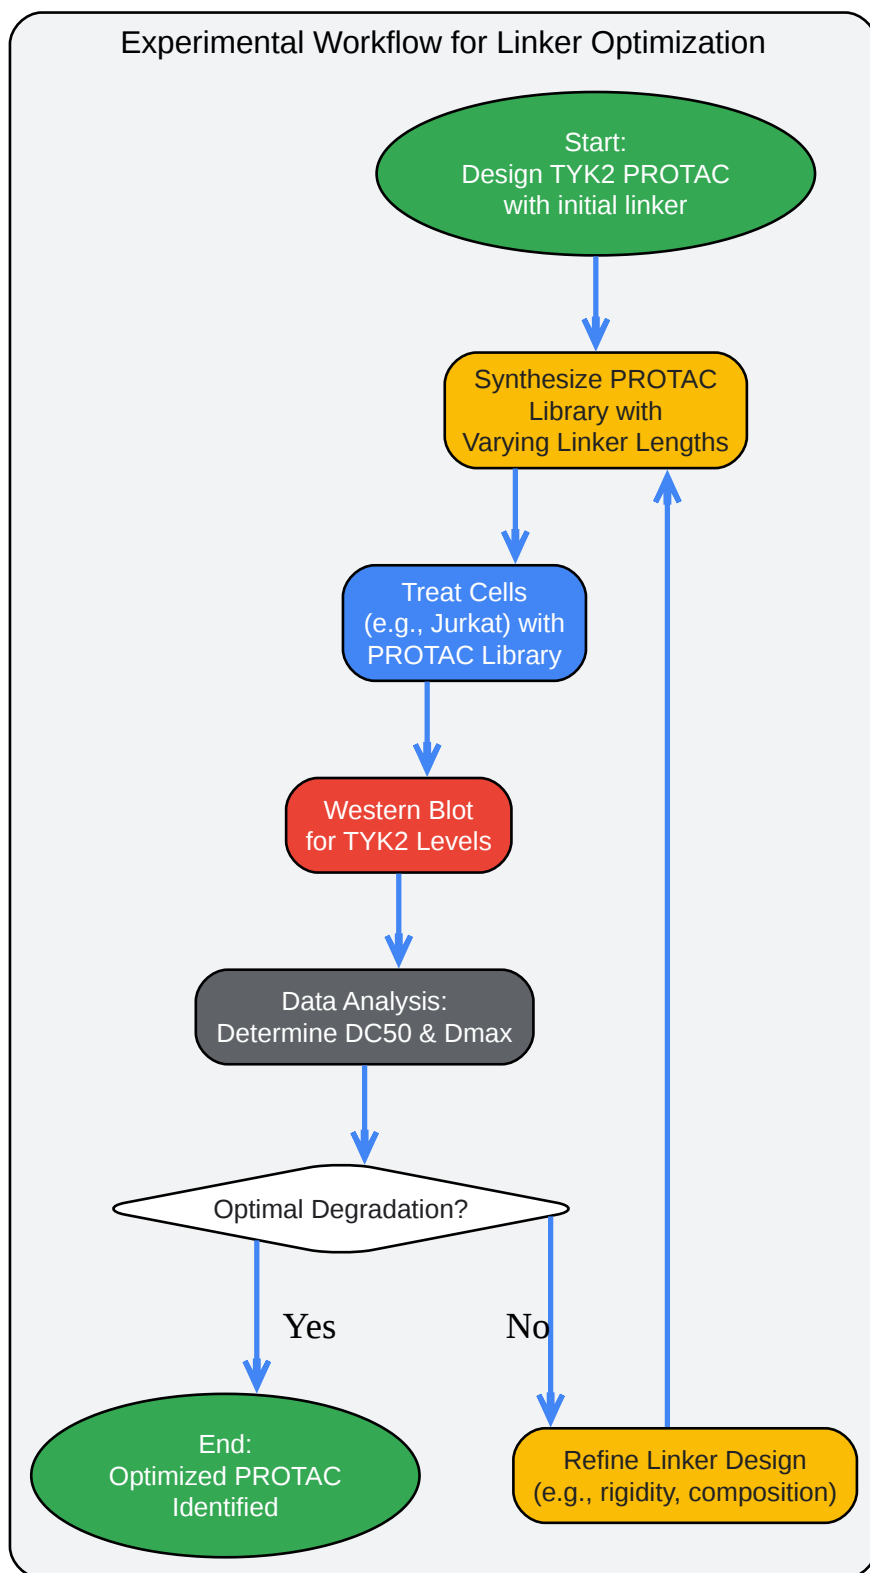 Experimental Workflow for Linker Optimization
Start:
Design TYK2 PROTAC
with initial linker
Synthesize PROTAC
Library with
Varying Linker Lengths
Treat Cells
(e.g., Jurkat) with
PROTAC Library
Western Blot
for TYK2 Levels
Data Analysis:
Determine DC50 & Dmax
Optimal Degradation?
Yes
No
End:
Optimized PROTAC
Identified
Refine Linker Design
(e.g., rigidity, composition)